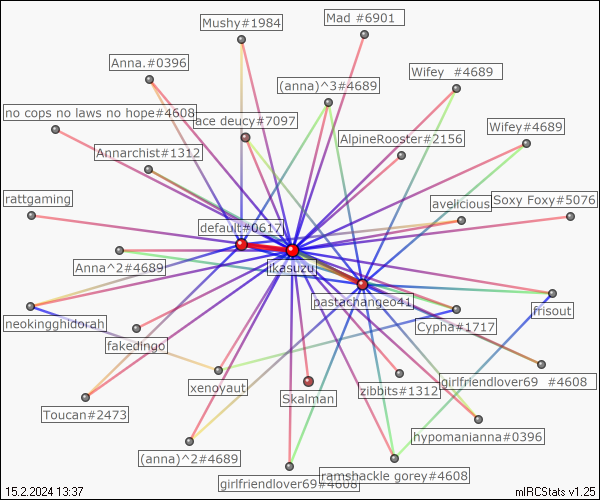 Mad #6901
Mushy#1984
Anna.#0396
Wifey  #4689
(anna)^3#4689
no cops no laws no hope#4608
ace deucy#7097
Wifey#4689
AlpineRooster#2156
Annarchist#1312
rattgaming
avelicious
Soxy Foxy#5076
default#0617
Anna^2#4689
ikasuzu
pastachange041
neokingghidorah
Cypha#1717
frisout
fakedingo
xenoyaut
Skalman
zibbits#1312
girlfriendlover69  #4608
Toucan#2473
hypomanianna#0396
(anna)^2#4689
ramshackle gorey#4608
girlfriendlover69#4608
15.2.2024 13:37
mIRCStats v1.25